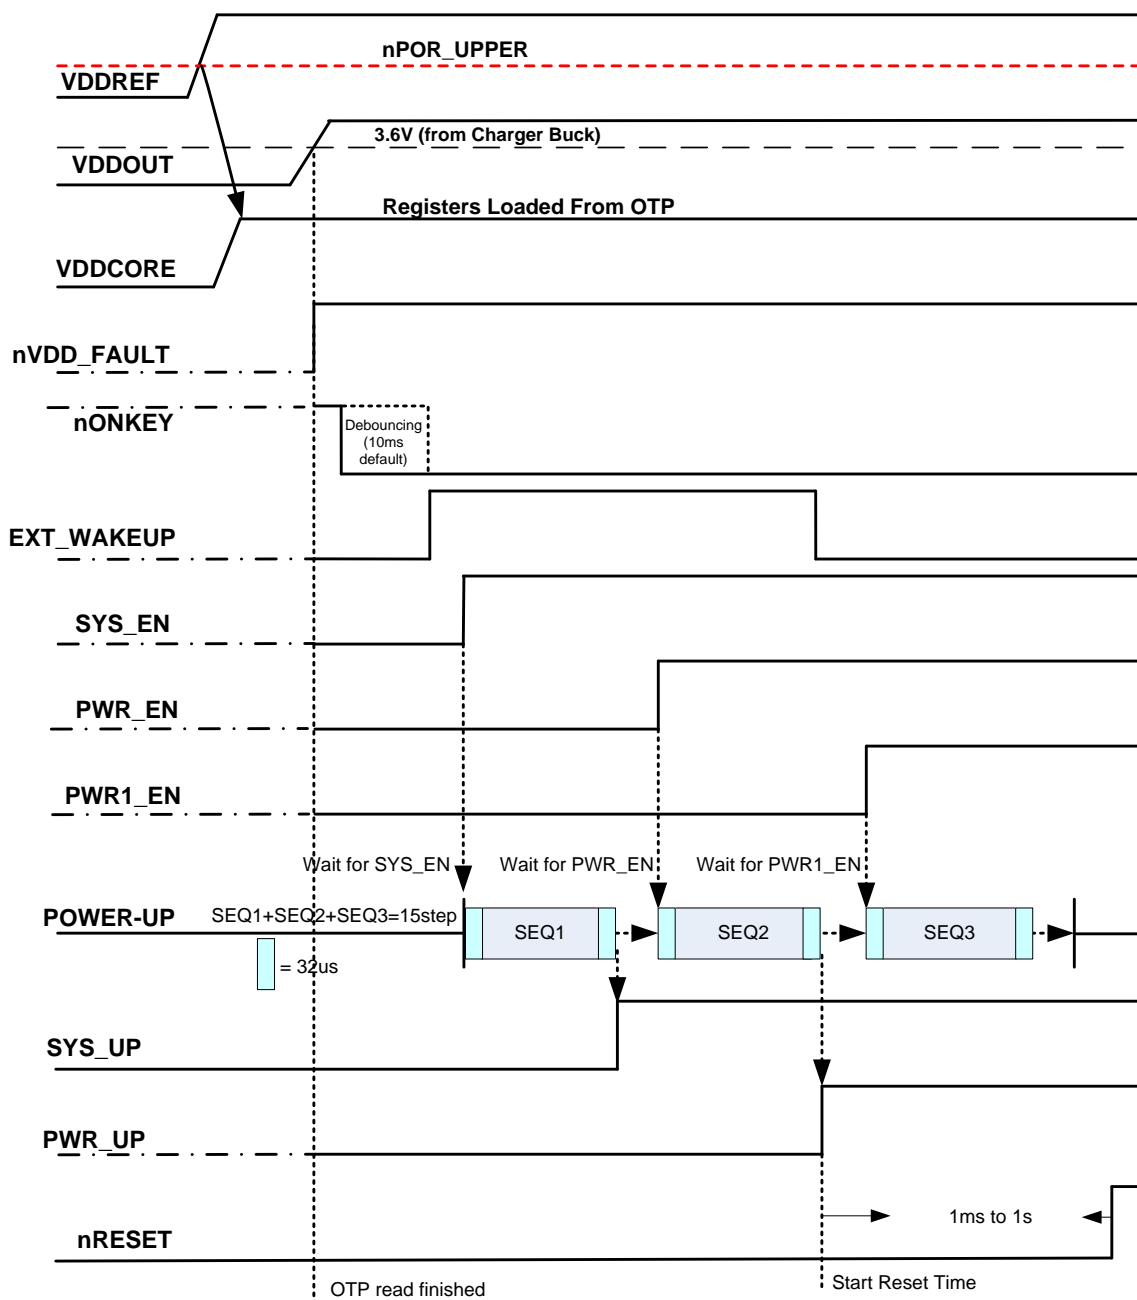 nPOR_UPPER
VDDREF
3.6V (from Charger Buck)
VDDOUT
Registers Loaded From OTP
VDDCORE
nVDD_FAULT
nONKEY
Debouncing
(10ms
default)
EXT_WAKEUP
SYS_EN
PWR_EN
PWR1_EN
Wait for SYS_EN
Wait for PWR_EN
Wait for PWR1_EN
POWER-UP
SEQ1+SEQ2+SEQ3=15step
SEQ1
SEQ2
SEQ3
= 32us
SYS_UP
PWR_UP
1ms to 1s
nRESET
OTP read finished
Start Reset Time